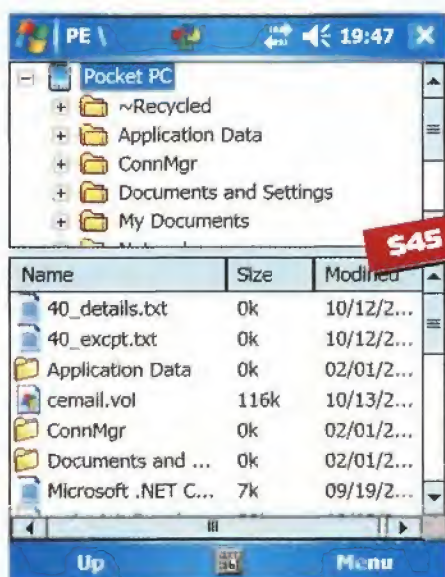 PE \ 19:47
Pocket PC
~Recycled
Application Data
ConnMgr
Documents and Settings
My Documents
$45
Name Size Modified
40_details.txt 0k 10/12/2...
40_excpt.txt 0k 10/12/2...
Application Data 0k 02/01/2...
cemail.vol 116k 10/13/2...
ConnMgr 0k 02/01/2...
Documents and ... 0k 02/01/2...
Microsoft .NET C... 7k 09/19/2...
Up Menu